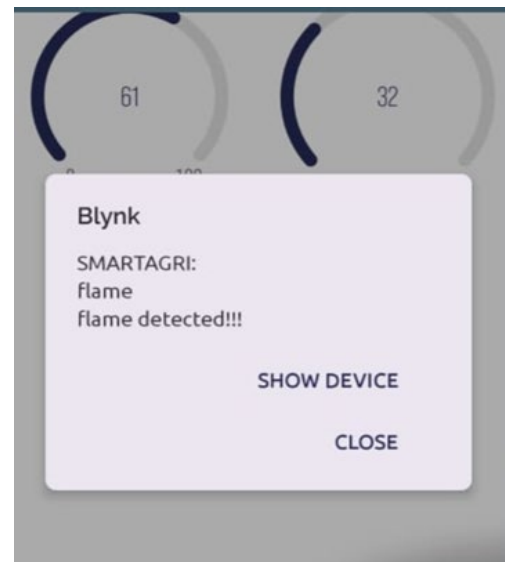 61
32
Blynk
SMARTAGRI:
flame
flame detected!!!
SHOW DEVICE
CLOSE